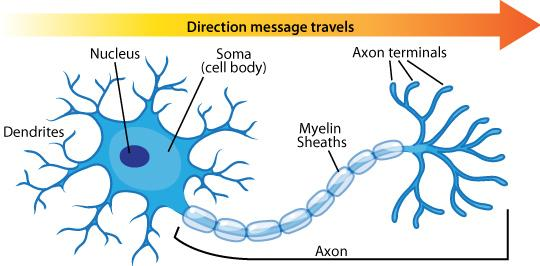 Direction message travels
Nucleus
Soma
(cell body)
Axon terminals
Dendrites
Myelin
Sheaths
Axon